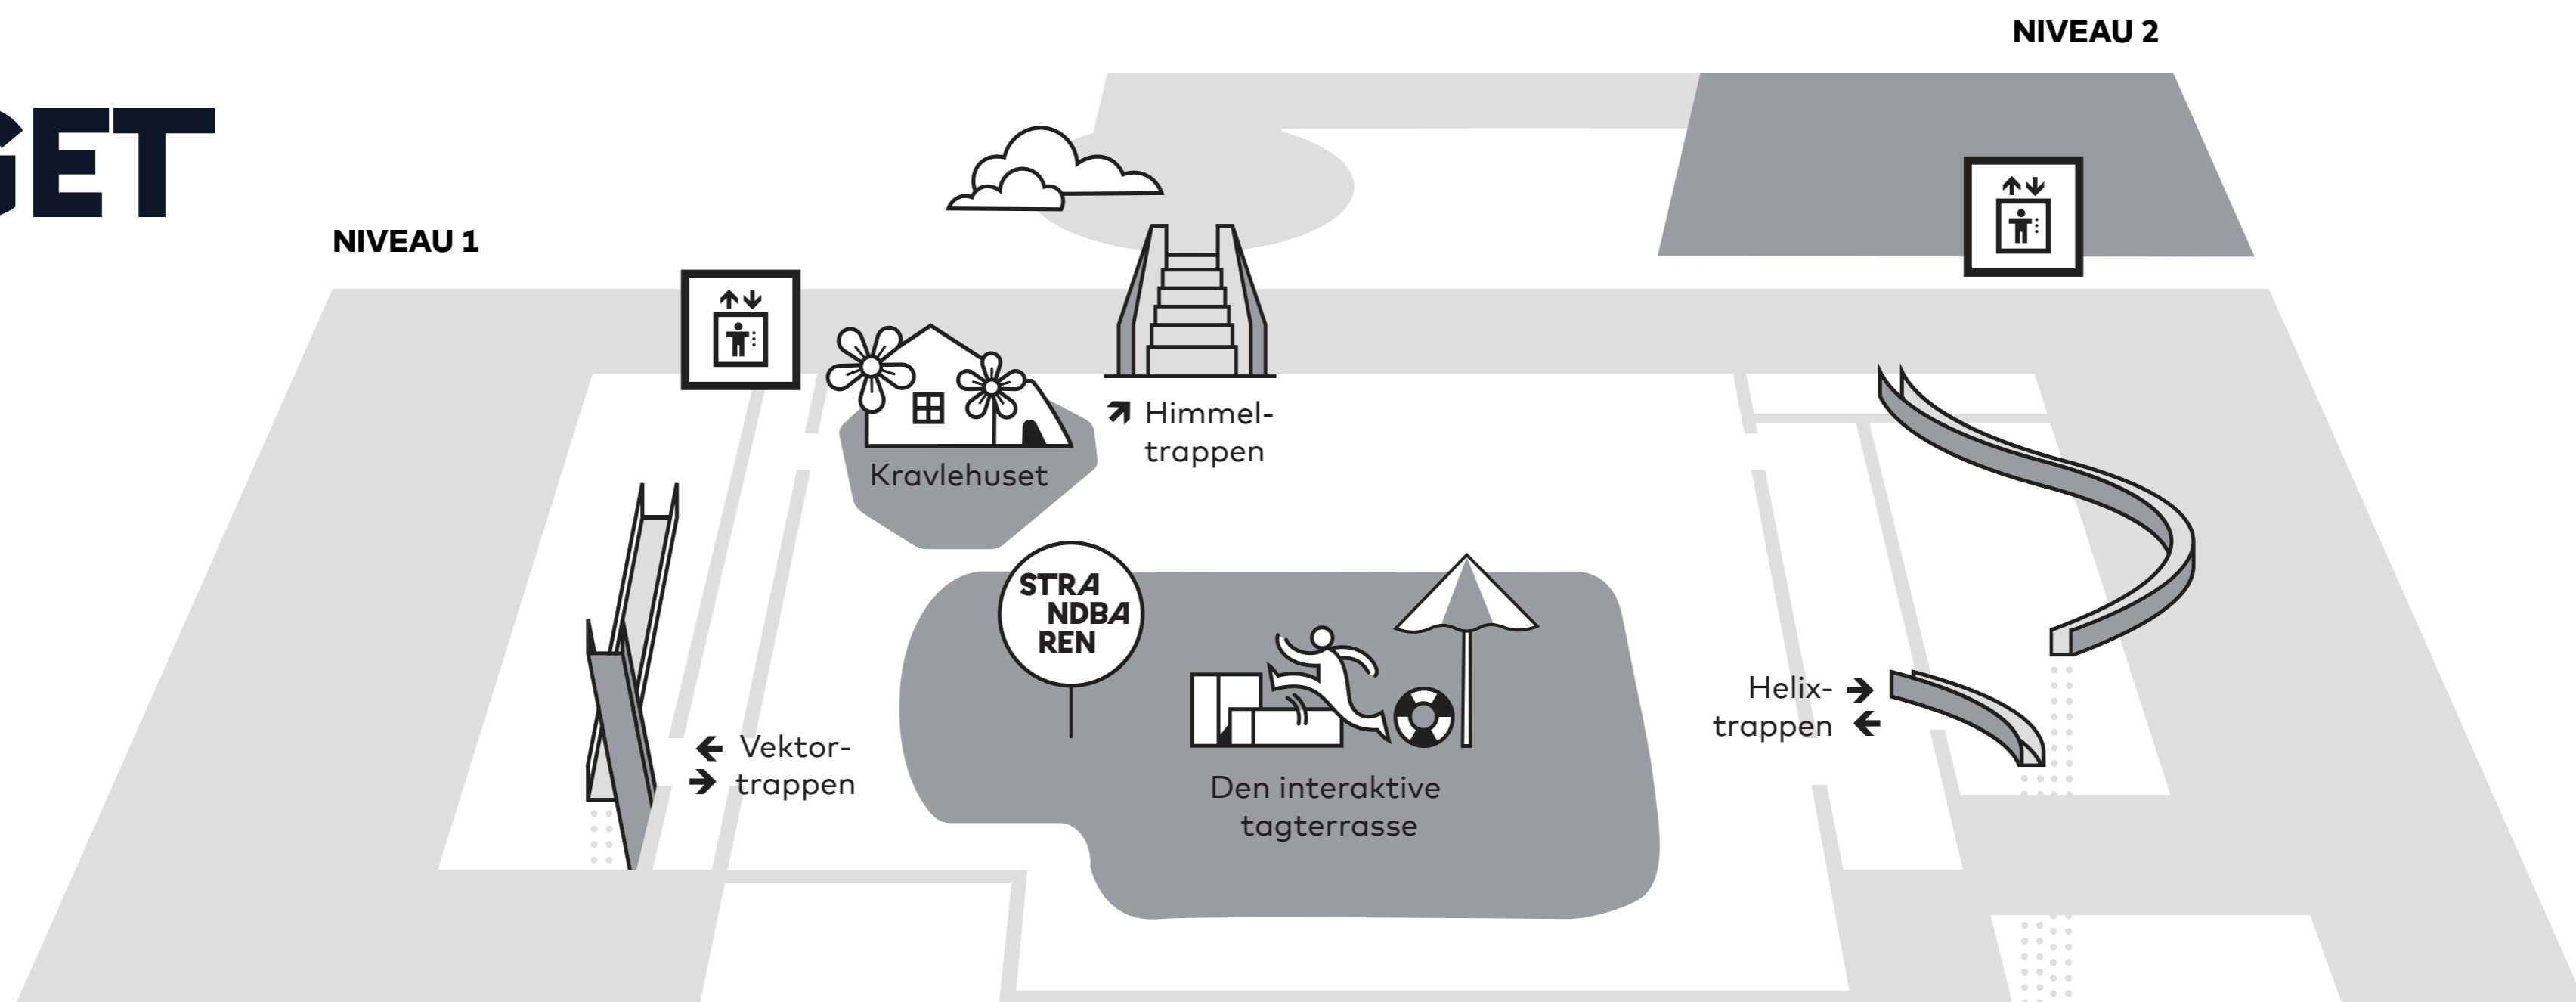 NIVEAU 2
GET
NIVEAU 1
Himmel-
trappen
Kravlehuset
STRA
NDBA
REN
Helix-
trappen
Vektor-
trappen
Den interaktive
tagterrasse